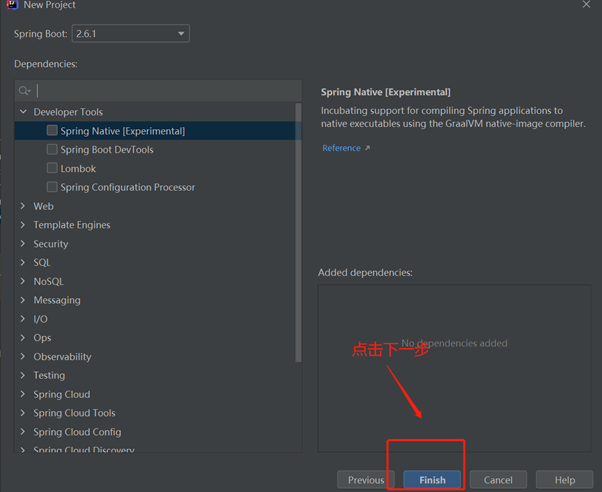 New Project
Spring Boot: 2.6.1
Dependencies:
Developer Tools
Spring Native [Experimental]
Spring Boot DevTools
Lombok
Spring Configuration Processor
Web
Template Engines
Security
SQL
NoSQL
Messaging
I/O
Ops
Observability
Testing
Spring Cloud
Spring Cloud Tools
Spring Cloud Config
Spring Cloud Discovery
Spring Native [Experimental]
Incubating support for compiling Spring applications to
native executables using the GraalVM native-image compiler.
Reference ↗
Added dependencies:
No dependencies added
点击下一步
Previous Finish Cancel Help